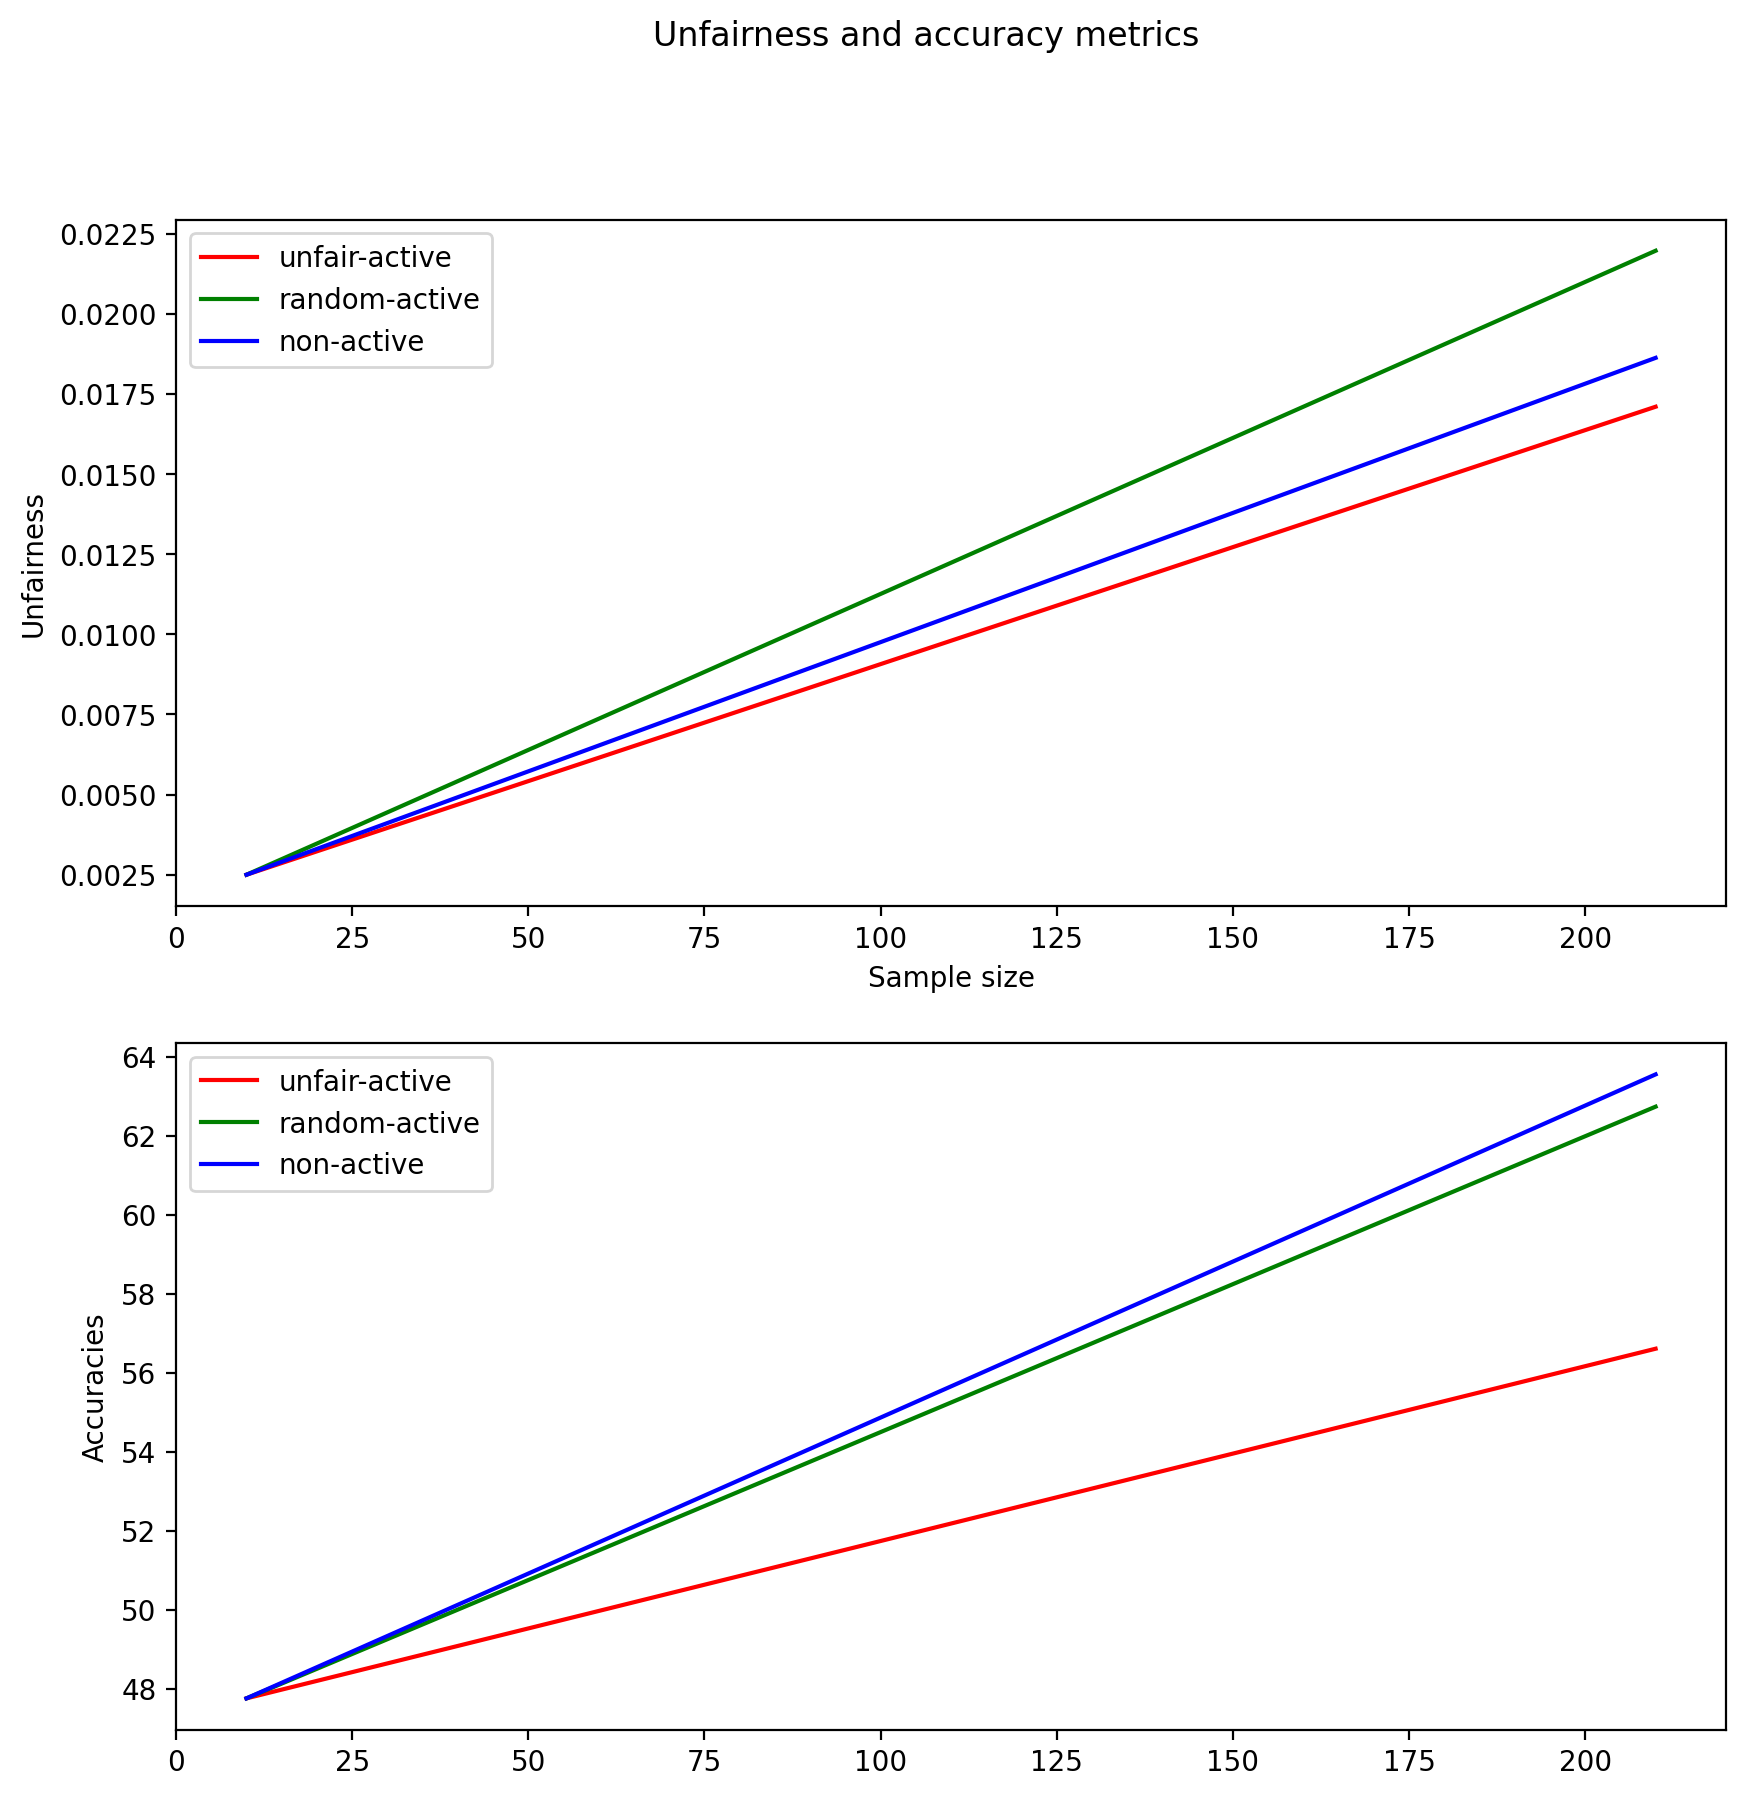 Unfairness and accuracy metrics
0.0225
0.0200
0.0175
0.0150
0.0125
0.0100
0.0075
0.0050
0.0025
Unfairness
unfair-active
random-active
non-active
0 25 50 75 100 125 150 175 200
Sample size
64
62
60
58
56
54
52
50
48
Accuracies
unfair-active
random-active
non-active
0 25 50 75 100 125 150 175 200